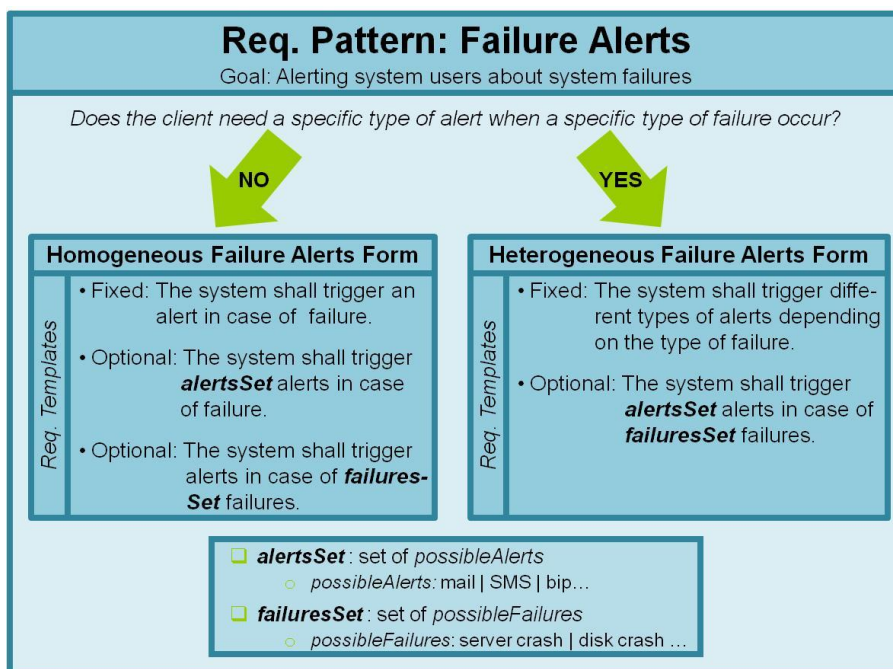 Req. Pattern: Failure Alerts
Goal: Alerting system users about system failures
Does the client need a specific type of alert when a specific type of failure occur?
NO
YES
Homogeneous Failure Alerts Form
Req. Templates
• Fixed: The system shall trigger an
alert in case of failure.
• Optional: The system shall trigger
alertsSet alerts in case
of failure.
• Optional: The system shall trigger
alerts in case of failures-
Set failures.
Heterogeneous Failure Alerts Form
Req. Templates
• Fixed: The system shall trigger diffe-
rent types of alerts depending
on the type of failure.
• Optional: The system shall trigger
alertsSet alerts in case of
failuresSet failures.
❑ alertsSet : set of possibleAlerts
○ possibleAlerts: mail | SMS | bip…
❑ failuresSet : set of possibleFailures
○ possibleFailures: server crash | disk crash …